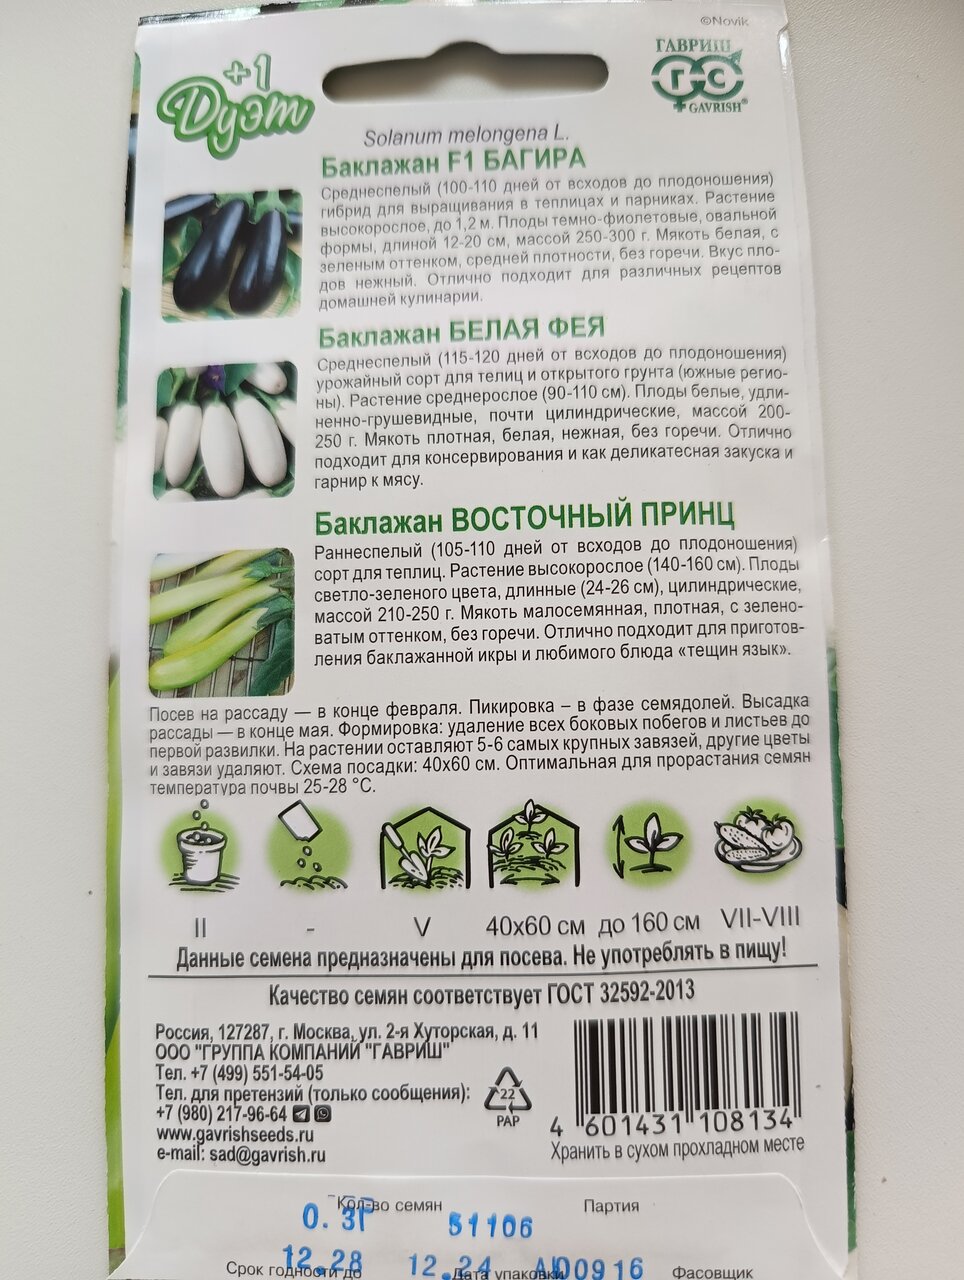 ©Novik
ГАВРИШ
ГС
GAVRISH®
+1
Дуэт
Solanum melongena L.
Баклажан F1 БАГИРА
Среднеспелый (100-110 дней от всходов до плодоношения)
гибрид для выращивания в теплицах и парниках. Растение
высокорослое, до 1,2 м. Плоды темно-фиолетовые, овальной
формы, длиной 12-20 см, массой 250-300 г. Мякоть белая, с
зеленым оттенком, средней плотности, без горечи. Вкус пло-
дов нежный. Отлично подходит для различных рецептов
домашней кулинарии.
Баклажан БЕЛАЯ ФЕЯ
Среднеспелый (115-120 дней от всходов до плодоношения)
урожайный сорт для телиц и открытого грунта (южные регио-
ны). Растение среднерослое (90-110 см). Плоды белые, удли-
ненно-грушевидные, почти цилиндрические, массой 200-
250 г. Мякоть плотная, белая, нежная, без горечи. Отлично
подходит для консервирования и как деликатесная закуска и
гарнир к мясу.
Баклажан ВОСТОЧНЫЙ ПРИНЦ
Раннеспелый (105-110 дней от всходов до плодоношения)
сорт для теплиц. Растение высокорослое (140-160 см). Плоды
светло-зеленого цвета, длинные (24-26 см), цилиндрические,
массой 210-250 г. Мякоть малосемянная, плотная, с зелено-
ватым оттенком, без горечи. Отлично подходит для приготов-
ления баклажанной икры и любимого блюда «тещин язык».
Посев на рассаду — в конце февраля. Пикировка – в фазе семядолей. Высадка
рассады — в конце мая. Формировка: удаление всех боковых побегов и листьев до
первой развилки. На растении оставляют 5-6 самых крупных завязей, другие цветы
и завязи удаляют. Схема посадки: 40х60 см. Оптимальная для прорастания семян
температура почвы 25-28 °С.
II - V 40х60 см до 160 см VII-VIII
Данные семена предназначены для посева. Не употреблять в пищу!
Качество семян соответствует ГОСТ 32592-2013
Россия, 127287, г. Москва, ул. 2-я Хуторская, д. 11
ООО "ГРУППА КОМПАНИЙ "ГАВРИШ"
Тел. +7 (499) 551-54-05
Тел. для претензий (только сообщения):
+7 (980) 217-96-64
www.gavrishseeds.ru
e-mail: sad@gavrish.ru
22
PAP
4 601431 108134
Хранить в сухом прохладном месте
Кол-во семян Партия
0.3Г 51106
12.28 12.24 AU00916
Срок годности до Дата упаковки Фасовщик